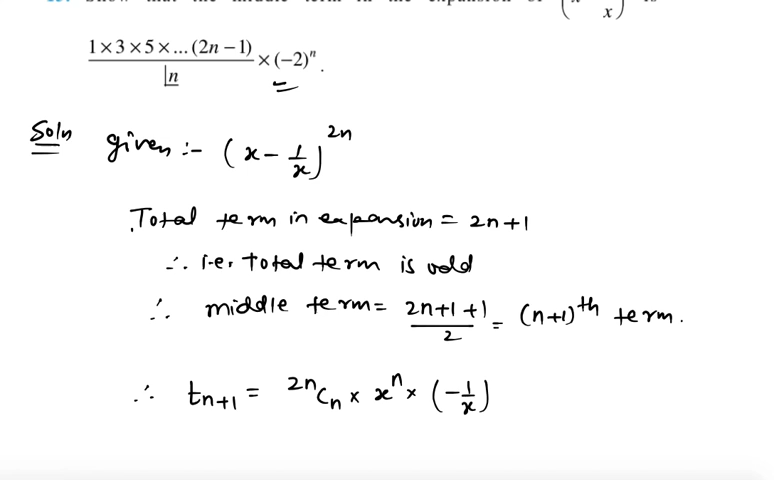 (x)
1×3×5×...(2n−1)/⌊n ×(−2)ⁿ.
Soln given :- (x − 1/x)^2n
Total term in expansion = 2n+1
∴ i.e. total term is odd
∴ middle term = (2n+1+1)/2 = (n+1)th term.
∴ tn+1 = 2nCn × xⁿ × (−1/x)